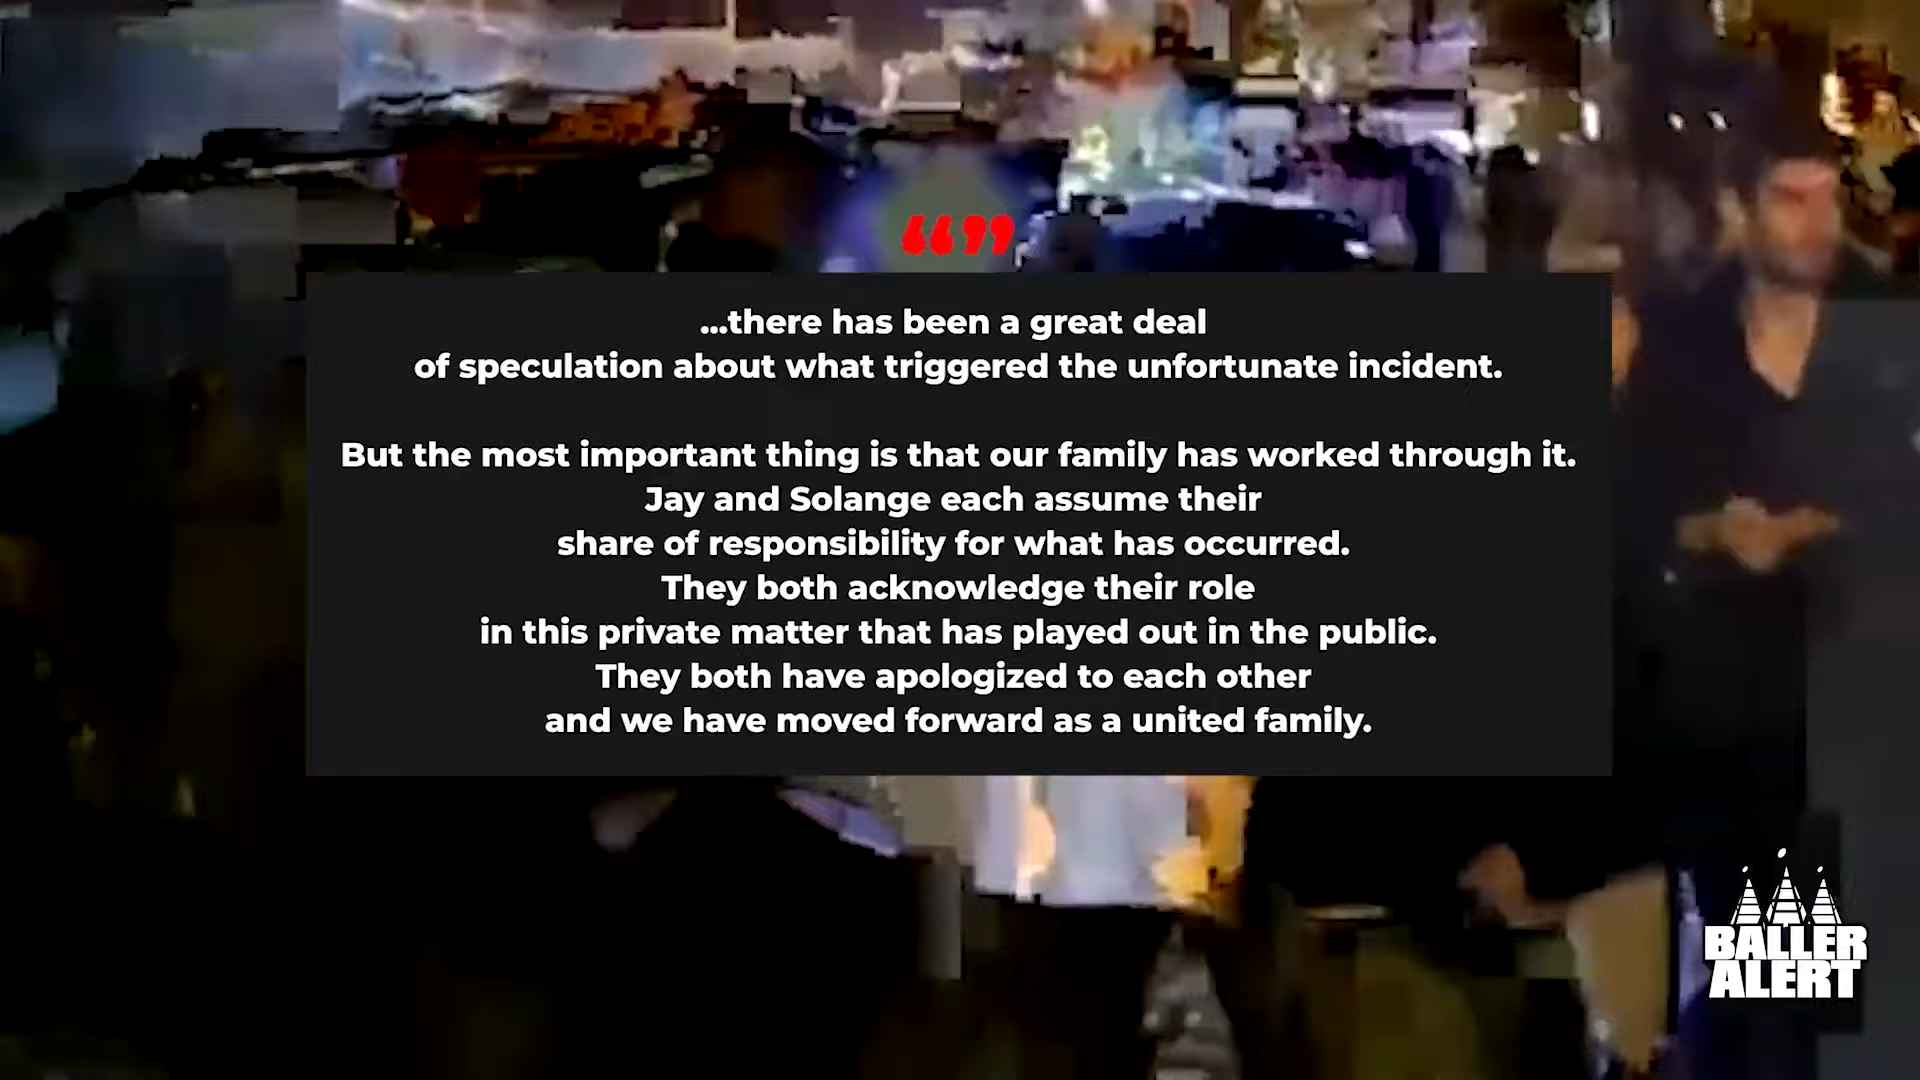 “”
...there has been a great deal
of speculation about what triggered the unfortunate incident.
But the most important thing is that our family has worked through it.
Jay and Solange each assume their
share of responsibility for what has occurred.
They both acknowledge their role
in this private matter that has played out in the public.
They both have apologized to each other
and we have moved forward as a united family.
BALLER
ALERT